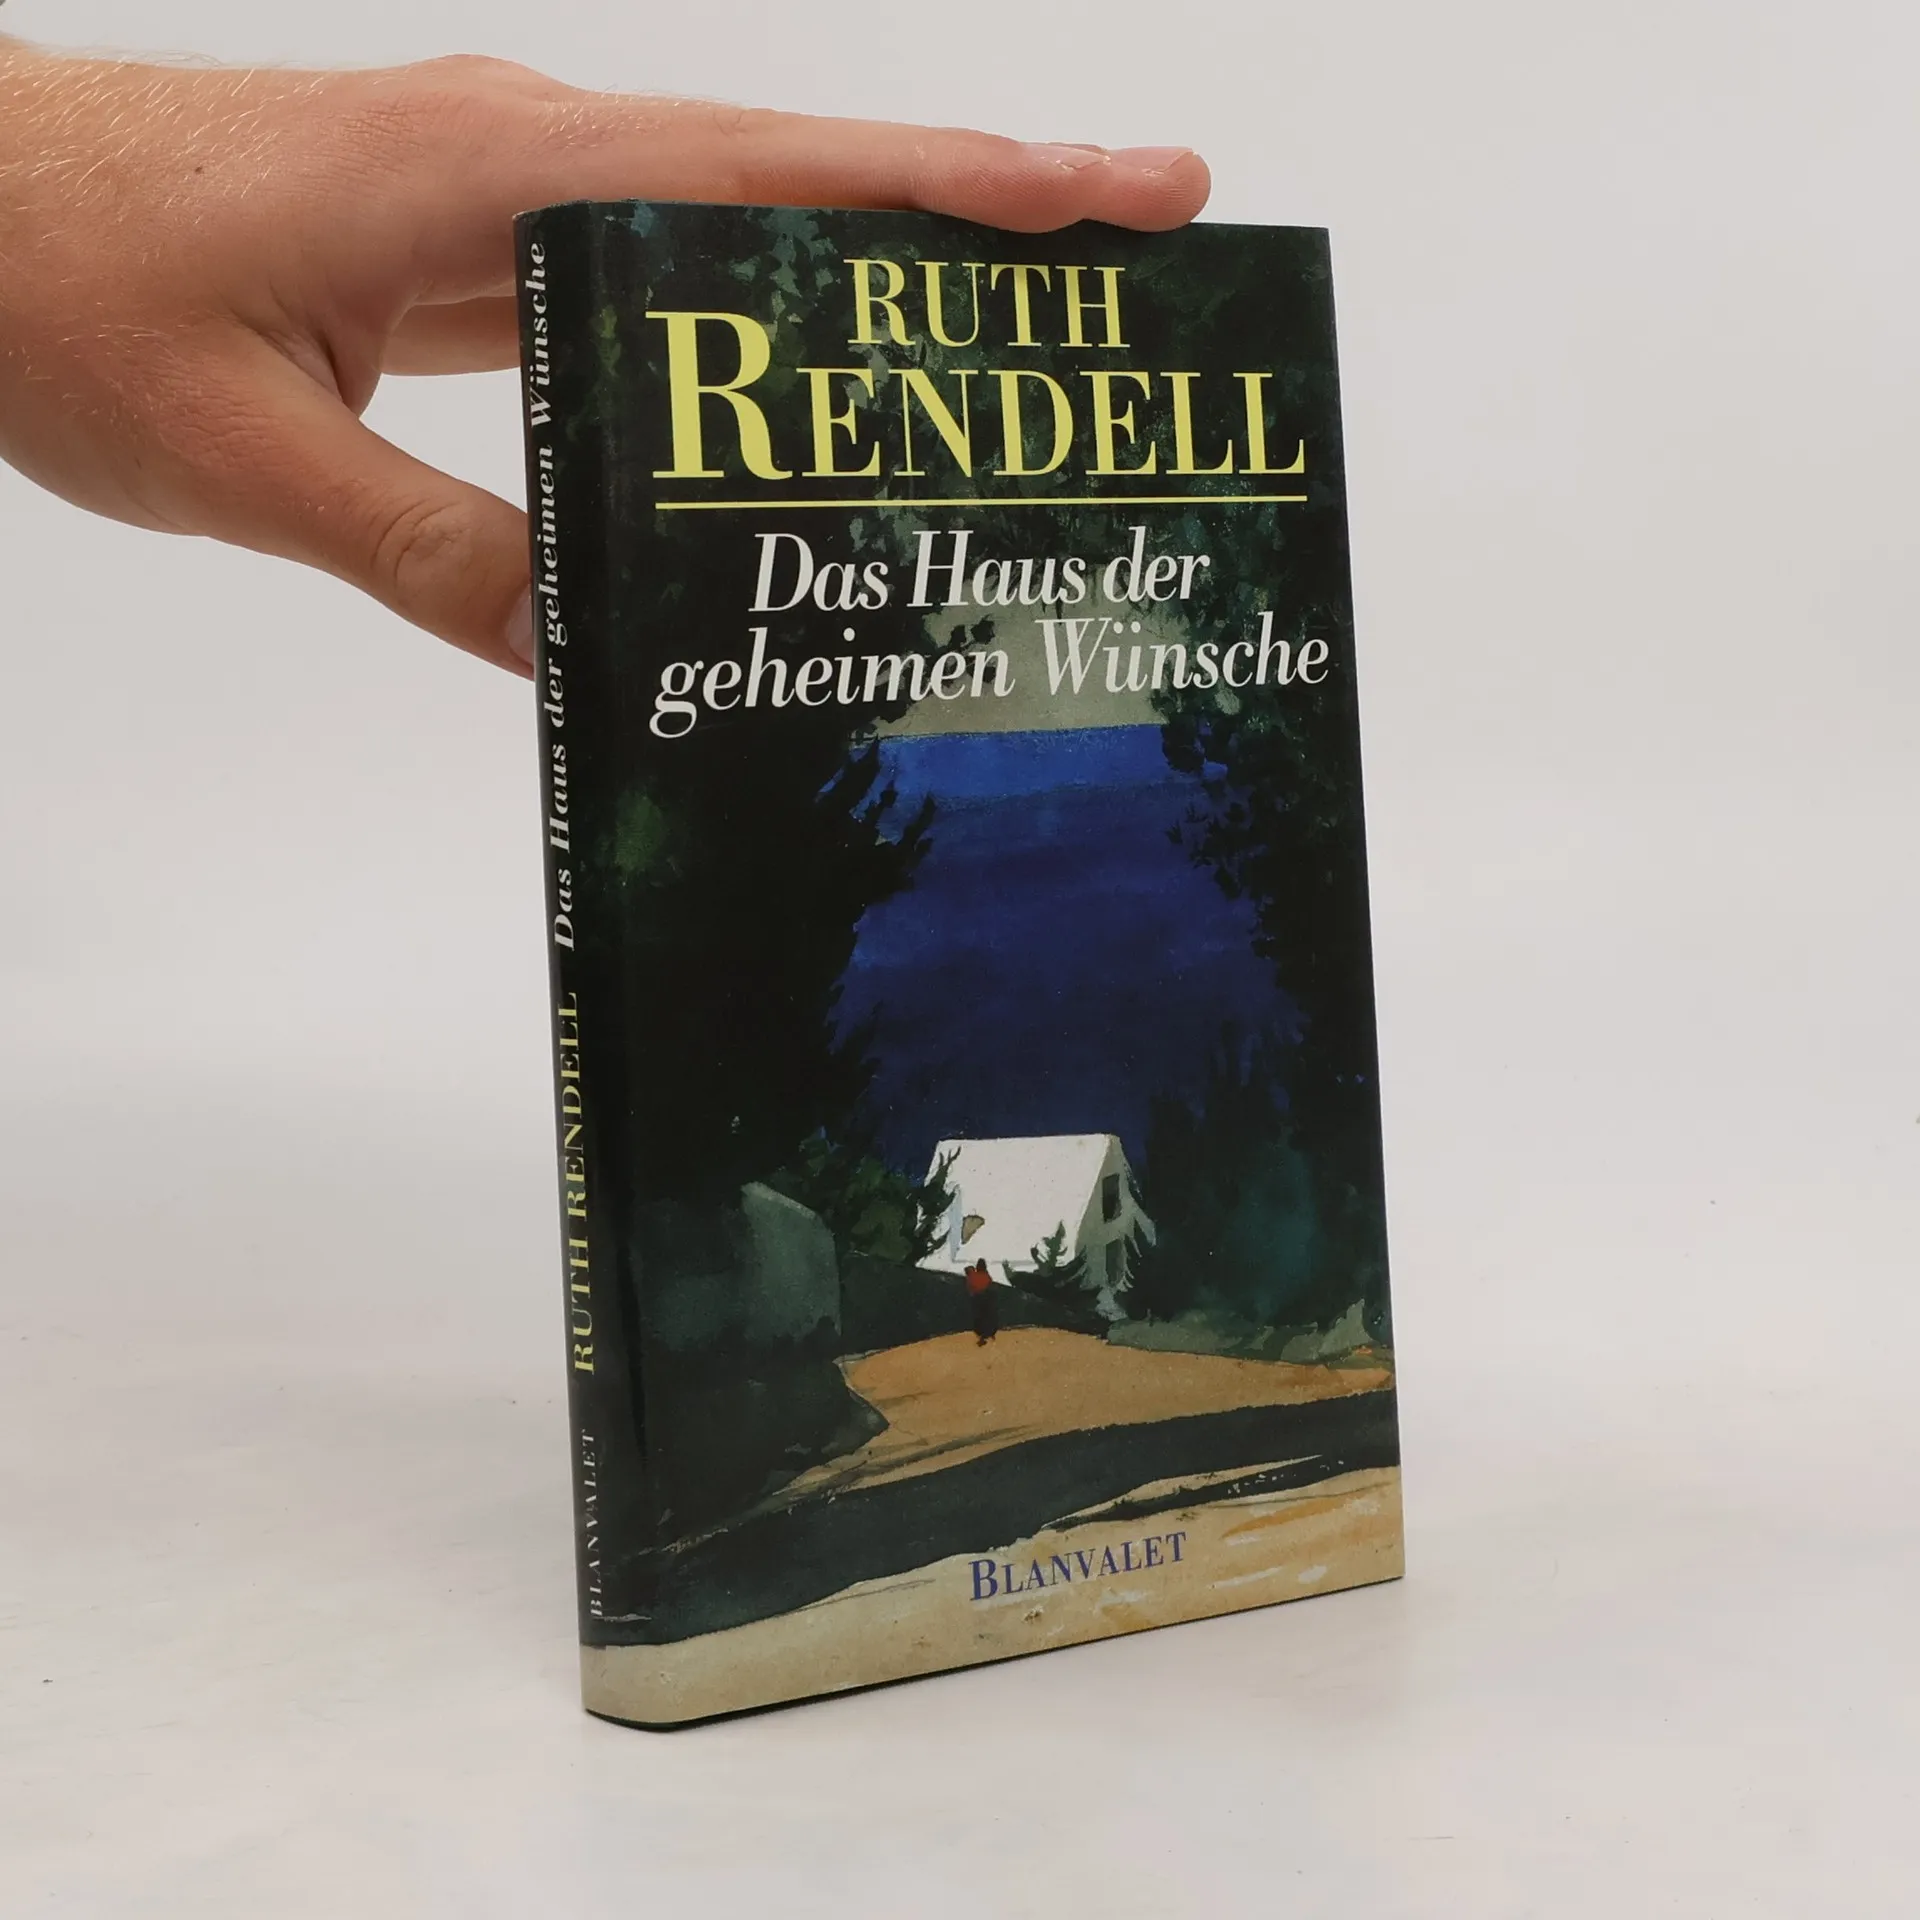 RUTH
RENDELL
Das Haus der
geheimen Wünsche
BLANVALET
BLANVALET RUTH RENDELL Das Haus der geheimen Wünsche